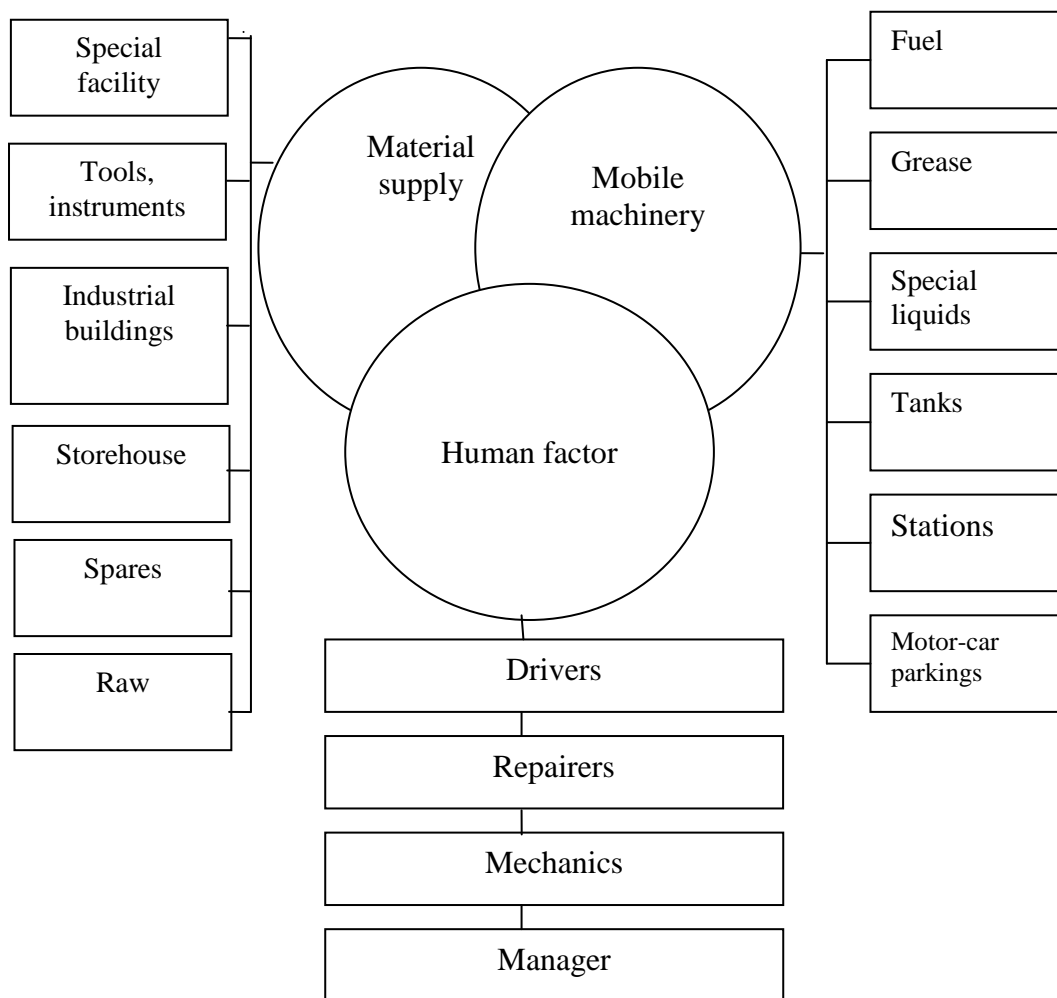 Special
facility
Tools,
instruments
Industrial
buildings
Storehouse
Spares
Raw
Material
supply
Mobile
machinery
Human factor
Drivers
Repairers
Mechanics
Manager
Fuel
Grease
Special
liquids
Tanks
Stations
Motor-car
parkings